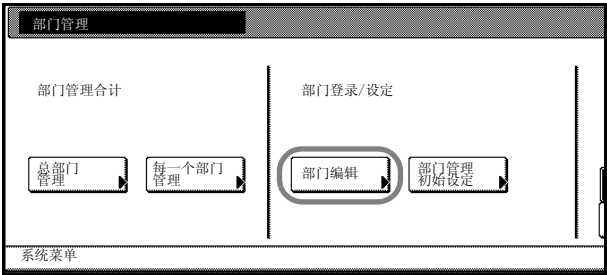 部门管理
部门管理合计
部门登录/设定
总部门
管理
每一个部门
管理
部门编辑
部门管理
初始设定
系统菜单